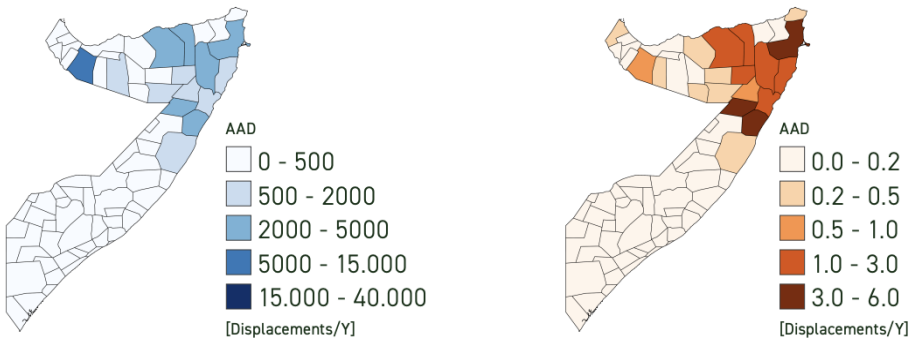 AAD
0 - 500
500 - 2000
2000 - 5000
5000 - 15.000
15.000 - 40.000
[Displacements/Y]
AAD
0.0 - 0.2
0.2 - 0.5
0.5 - 1.0
1.0 - 3.0
3.0 - 6.0
[Displacements/Y]